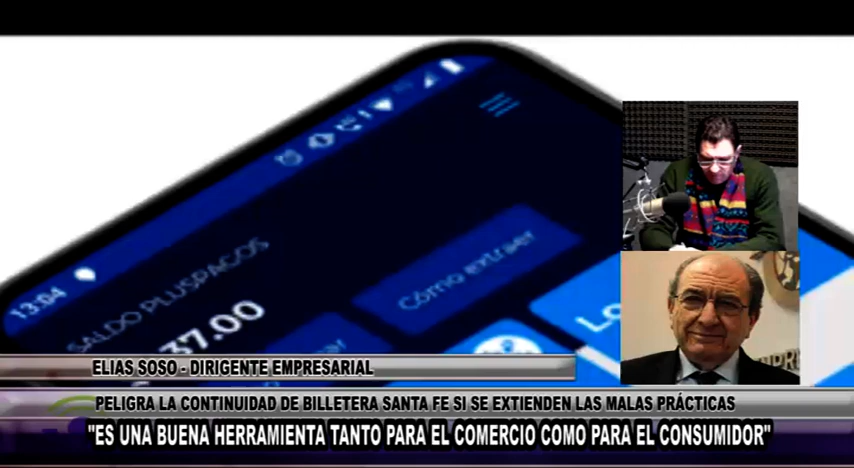 13:04
SALDO PLUSPAGOS
37.00
Cómo extraer
ELIAS SOSO - DIRIGENTE EMPRESARIAL
PELIGRA LA CONTINUIDAD DE BILLETERA SANTA FE SI SE EXTIENDEN LAS MALAS PRÁCTICAS
"ES UNA BUENA HERRAMIENTA TANTO PARA EL COMERCIO COMO PARA EL CONSUMIDOR"